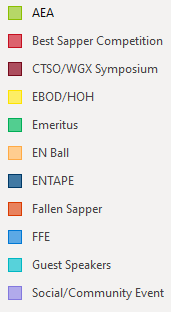 AEA
Best Sapper Competition
CTSO/WGX Symposium
EBOD/HOH
Emeritus
EN Ball
ENTAPE
Fallen Sapper
FFE
Guest Speakers
Social/Community Event